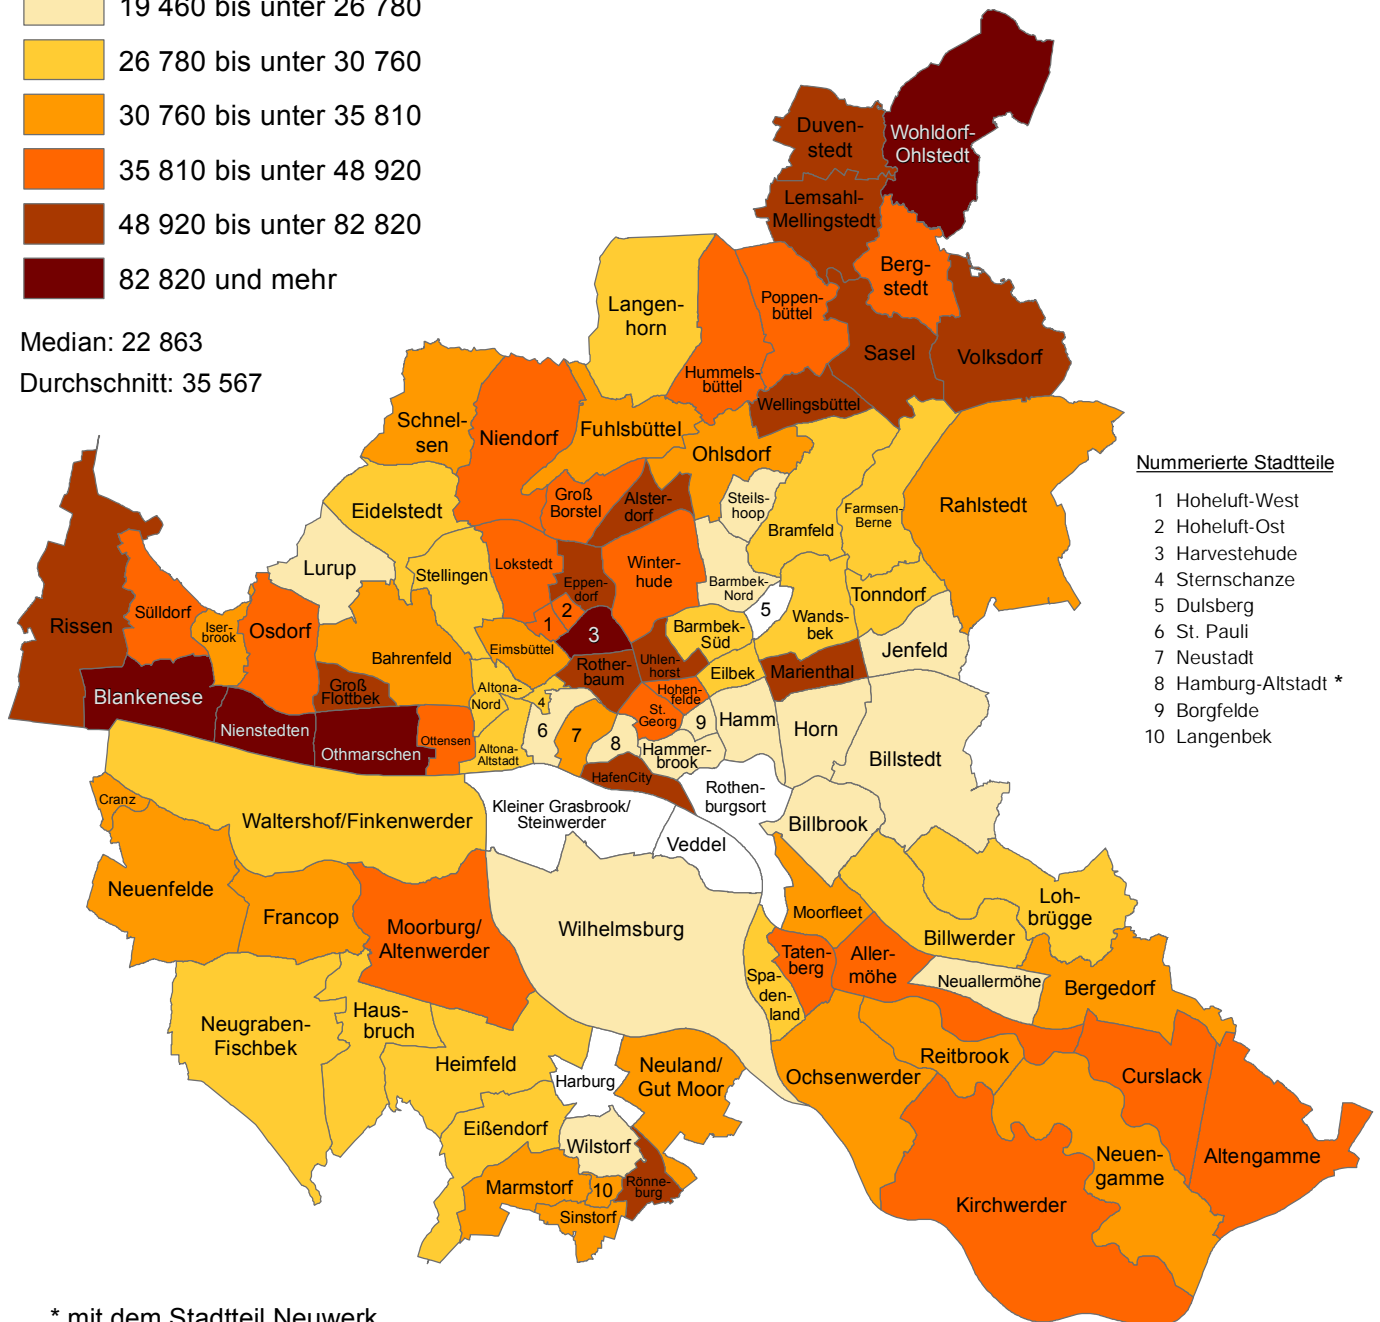 19 460 bis unter 26 780
26 780 bis unter 30 760
30 760 bis unter 35 810
35 810 bis unter 48 920
48 920 bis unter 82 820
82 820 und mehr
Median: 22 863
Durchschnitt: 35 567
Duven-
stedt
Wohldorf-
Ohlstedt
Lemsahl-
Mellingstedt
Berg-
stedt
Langen-
horn
Poppen-
büttel
Hummels-
büttel
Sasel
Volksdorf
Wellingsbüttel
Schnel-
sen
Niendorf
Fuhlsbüttel
Ohlsdorf
Steils-
hoop
Bramfeld
Farmsen-
Berne
Rahlstedt
Eidelstedt
Groß
Borstel
Alster-
dorf
Lurup
Stellingen
Lokstedt
Eppen-
dorf
Winter-
hude
Barmbek-
Nord
5
Wands-
bek
Tonndorf
Jenfeld
Rissen
Sülldorf
Iser-
brook
Osdorf
Bahrenfeld
Groß
Flottbek
Eimsbüttel
1
2
3
Rother-
baum
Uhlen-
horst
Barmbek-
Süd
Eilbek
Marienthal
Hohen-
felde
St.
Georg
Blankenese
Nienstedten
Othmarschen
Ottensen
Altona-
Nord
Altona-
Altstadt
4
6
7
8
9
Hamm
Hammer-
brook
Horn
Billstedt
HafenCity
Rothen-
burgsort
Billbrook
Kleiner Grasbrook/
Steinwerder
Veddel
Cranz
Waltershof/Finkenwerder
Neuenfelde
Francop
Moorburg/
Altenwerder
Wilhelmsburg
Moorfleet
Loh-
brügge
Billwerder
Taten-
berg
Aller-
möhe
Neuallermöhe
Bergedorf
Spa-
den-
land
Neugraben-
Fischbek
Haus-
bruch
Heimfeld
Harburg
Neuland/
Gut Moor
Ochsenwerder
Reitbrook
Curslack
Eißendorf
Wilstorf
Neuen-
gamme
Altengamme
Marmstorf
10
Rönne-
burg
Sinstorf
Kirchwerder
Nummerierte Stadtteile
1 Hoheluft-West
2 Hoheluft-Ost
3 Harvestehude
4 Sternschanze
5 Dulsberg
6 St. Pauli
7 Neustadt
8 Hamburg-Altstadt *
9 Borgfelde
10 Langenbek
* mit dem Stadtteil Neuwerk